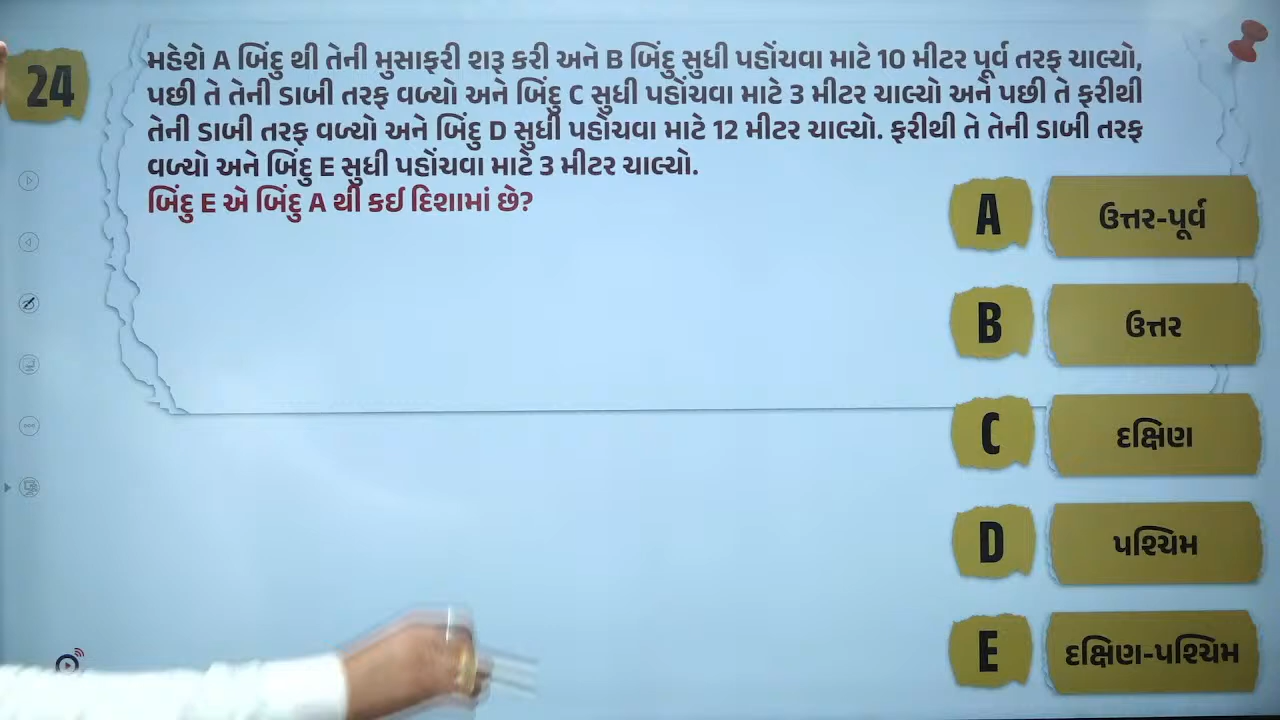 24
મહેશે A બિંદુ થી તેની મુસાફરી શરૂ કરી અને B બિંદુ સુધી પહોંચવા માટે 10 મીટર પૂર્વ તરફ ચાલ્યો,
પછી તે તેની ડાબી તરફ વળ્યો અને બિંદુ C સુધી પહોંચવા માટે 3 મીટર ચાલ્યો અને પછી તે ફરીથી
તેની ડાબી તરફ વળ્યો અને બિંદુ D સુધી પહોંચવા માટે 12 મીટર ચાલ્યો. ફરીથી તે તેની ડાબી તરફ
વળ્યો અને બિંદુ E સુધી પહોંચવા માટે 3 મીટર ચાલ્યો.
બિંદુ E એ બિંદુ A થી કઈ દિશામાં છે?
A ઉત્તર-પૂર્વ
B ઉત્તર
C દક્ષિણ
D પશ્ચિમ
E દક્ષિણ-પશ્ચિમ